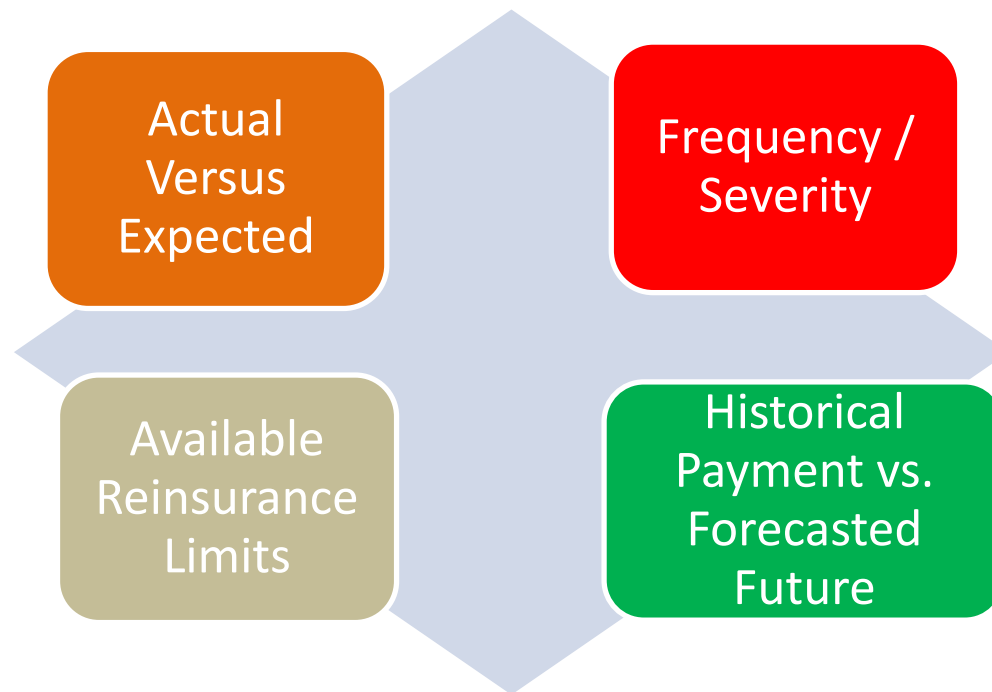 Actual
Versus
Expected
Frequency /
Severity
Available
Reinsurance
Limits
Historical
Payment vs.
Forecasted
Future